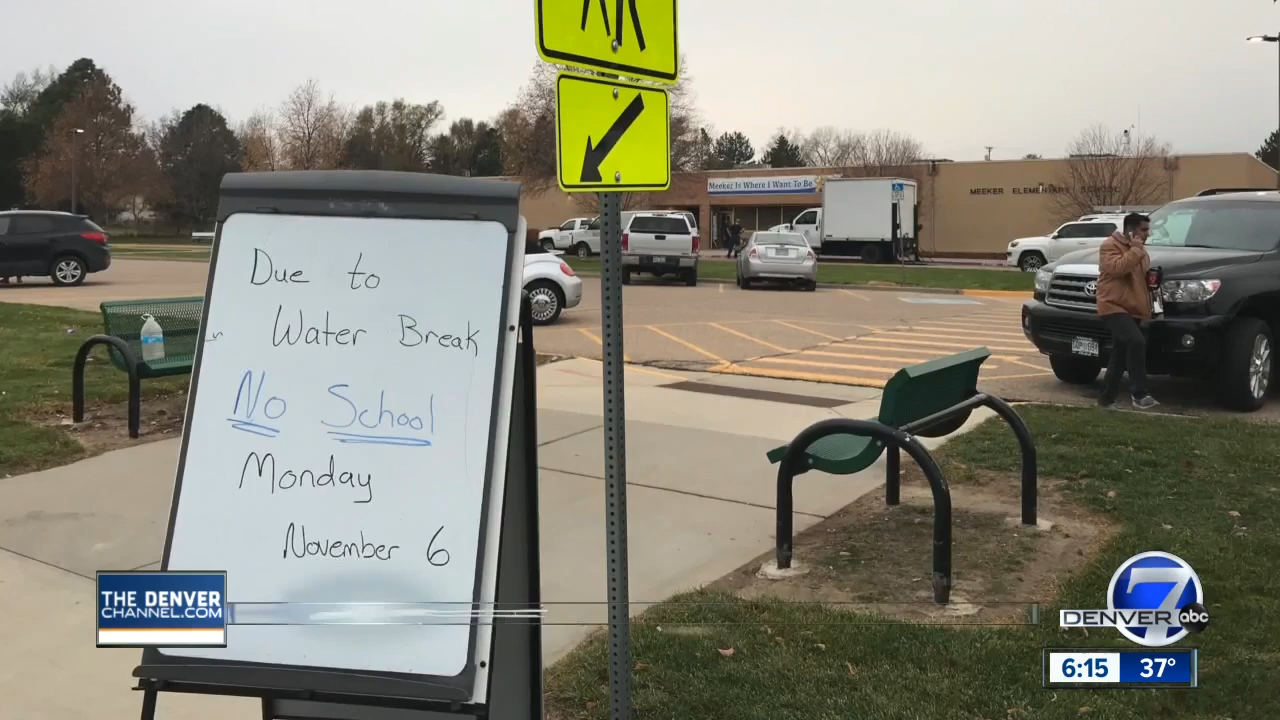 Due to
Water Break
No School
Monday
November 6
Meeker Is Where I Want To Be
MEEKER ELEMENTARY SCHOOL
THE DENVER
CHANNEL.COM
DENVER 7 abc
6:15 37°